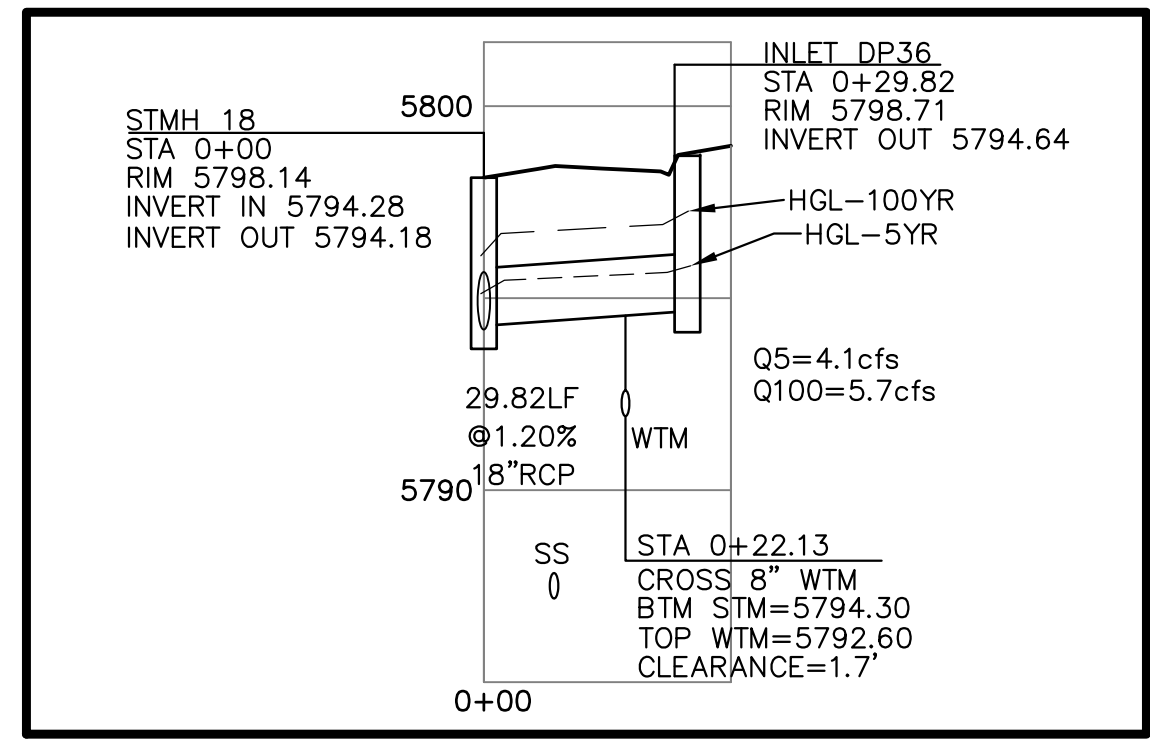 INLET DP36
STA 0+29.82
RIM 5798.71
INVERT OUT 5794.64
5800
STMH 18
STA 0+00
RIM 5798.14
INVERT IN 5794.28
INVERT OUT 5794.18
HGL-100YR
HGL-5YR
Q5=4.1cfs
Q100=5.7cfs
29.82LF
@1.20%
18"RCP
WTM
5790
SS
STA 0+22.13
CROSS 8" WTM
BTM STM=5794.30
TOP WTM=5792.60
CLEARANCE=1.7'
0+00